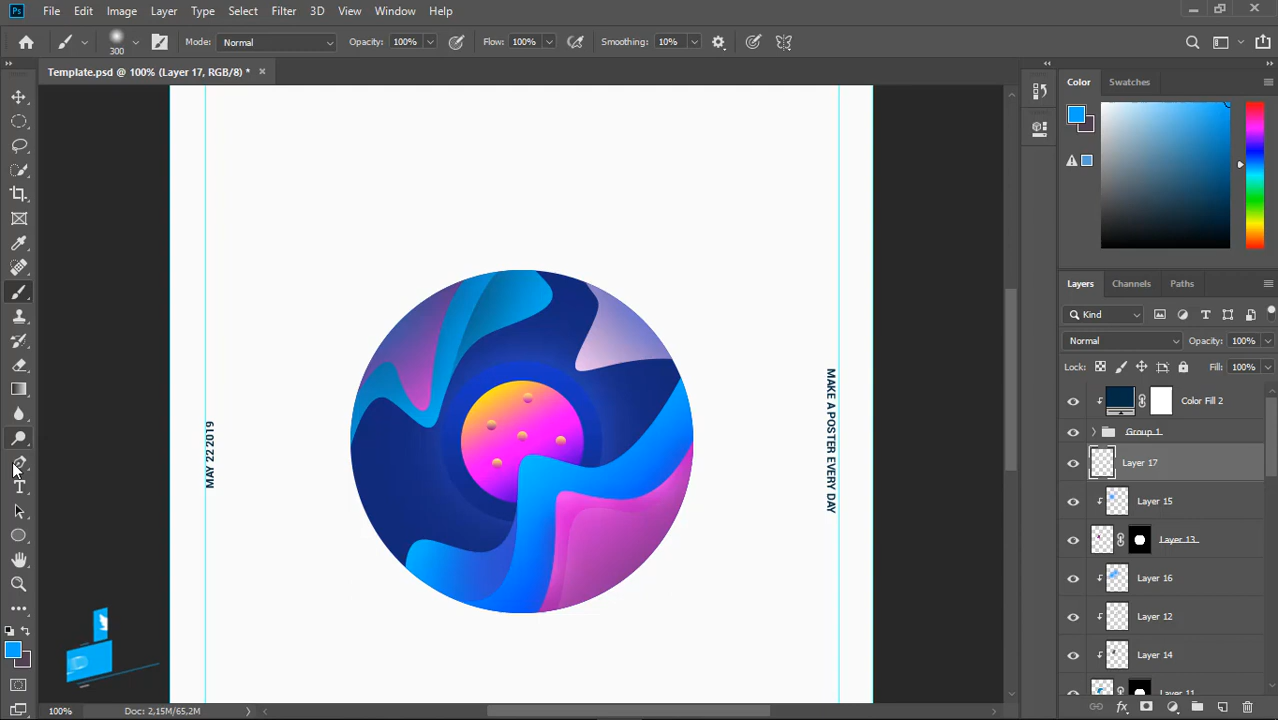 Ps File Edit Image Layer Type Select Filter 3D View Window Help
300 Mode: Normal Opacity: 100% Flow: 100% Smoothing: 10%
Template.psd @ 100% (Layer 17, RGB/8) * ×
Color Swatches
MAY 22 2019
MAKE A POSTER EVERY DAY
Layers Channels Paths
Kind
Normal Opacity: 100%
Lock: Fill: 100%
Color Fill 2
Group 1
Layer 17
Layer 15
Layer 13
Layer 16
Layer 12
Layer 14
Layer 11
100% Doc: 2,15M/65,2M